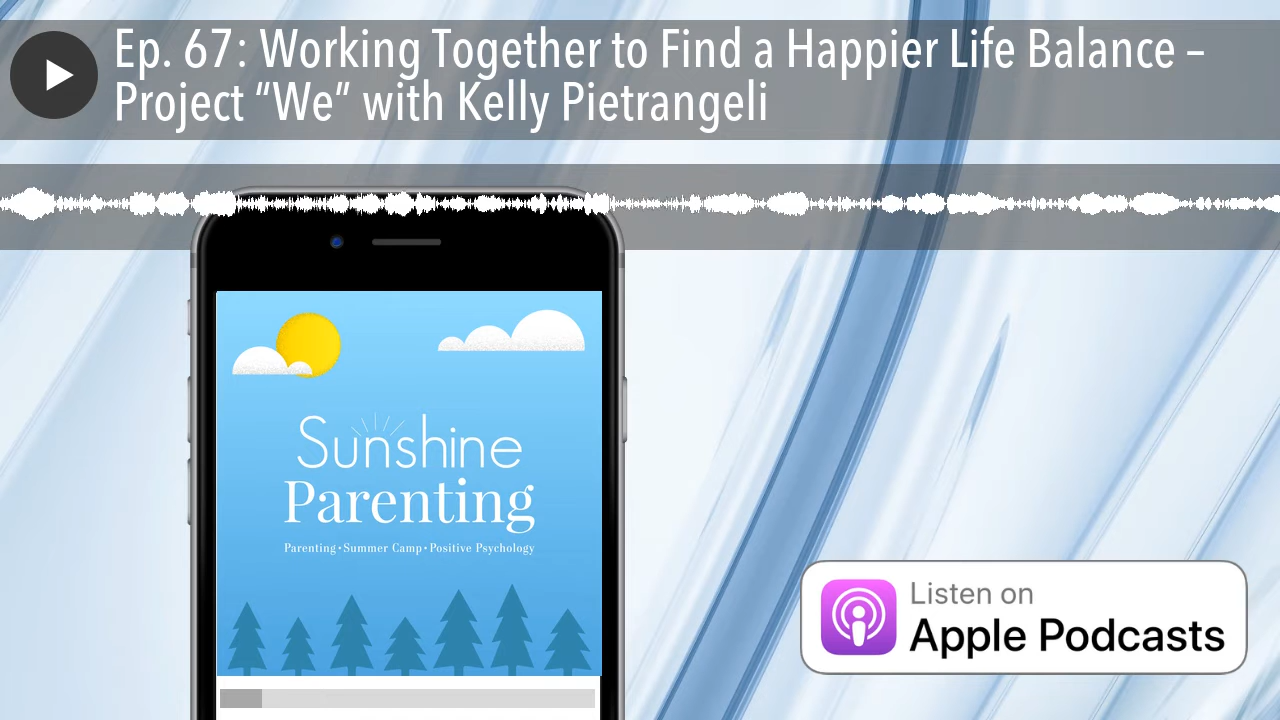 Ep. 67: Working Together to Find a Happier Life Balance –
Project “We” with Kelly Pietrangeli
Sunshine
Parenting
Parenting•Summer Camp•Positive Psychology
Listen on
Apple Podcasts